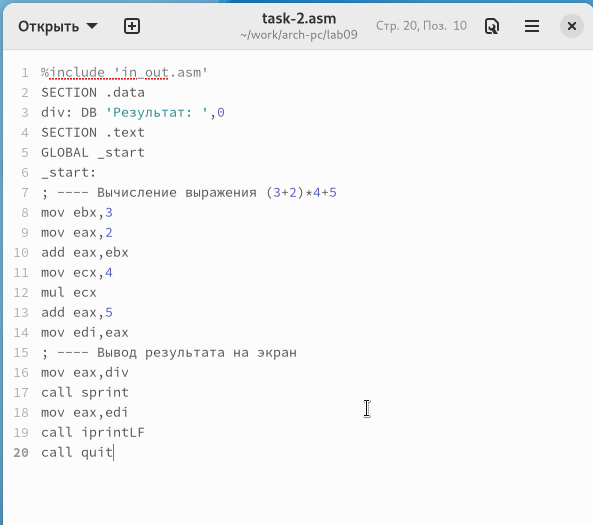 Открыть
task-2.asm
~/work/arch-pc/lab09
Стр. 20, Поз. 10
1 %include 'in_out.asm'
2 SECTION .data
3 div: DB 'Результат: ',0
4 SECTION .text
5 GLOBAL _start
6 _start:
7 ; ---- Вычисление выражения (3+2)*4+5
8 mov ebx,3
9 mov eax,2
10 add eax,ebx
11 mov ecx,4
12 mul ecx
13 add eax,5
14 mov edi,eax
15 ; ---- Вывод результата на экран
16 mov eax,div
17 call sprint
18 mov eax,edi
19 call iprintLF
20 call quit